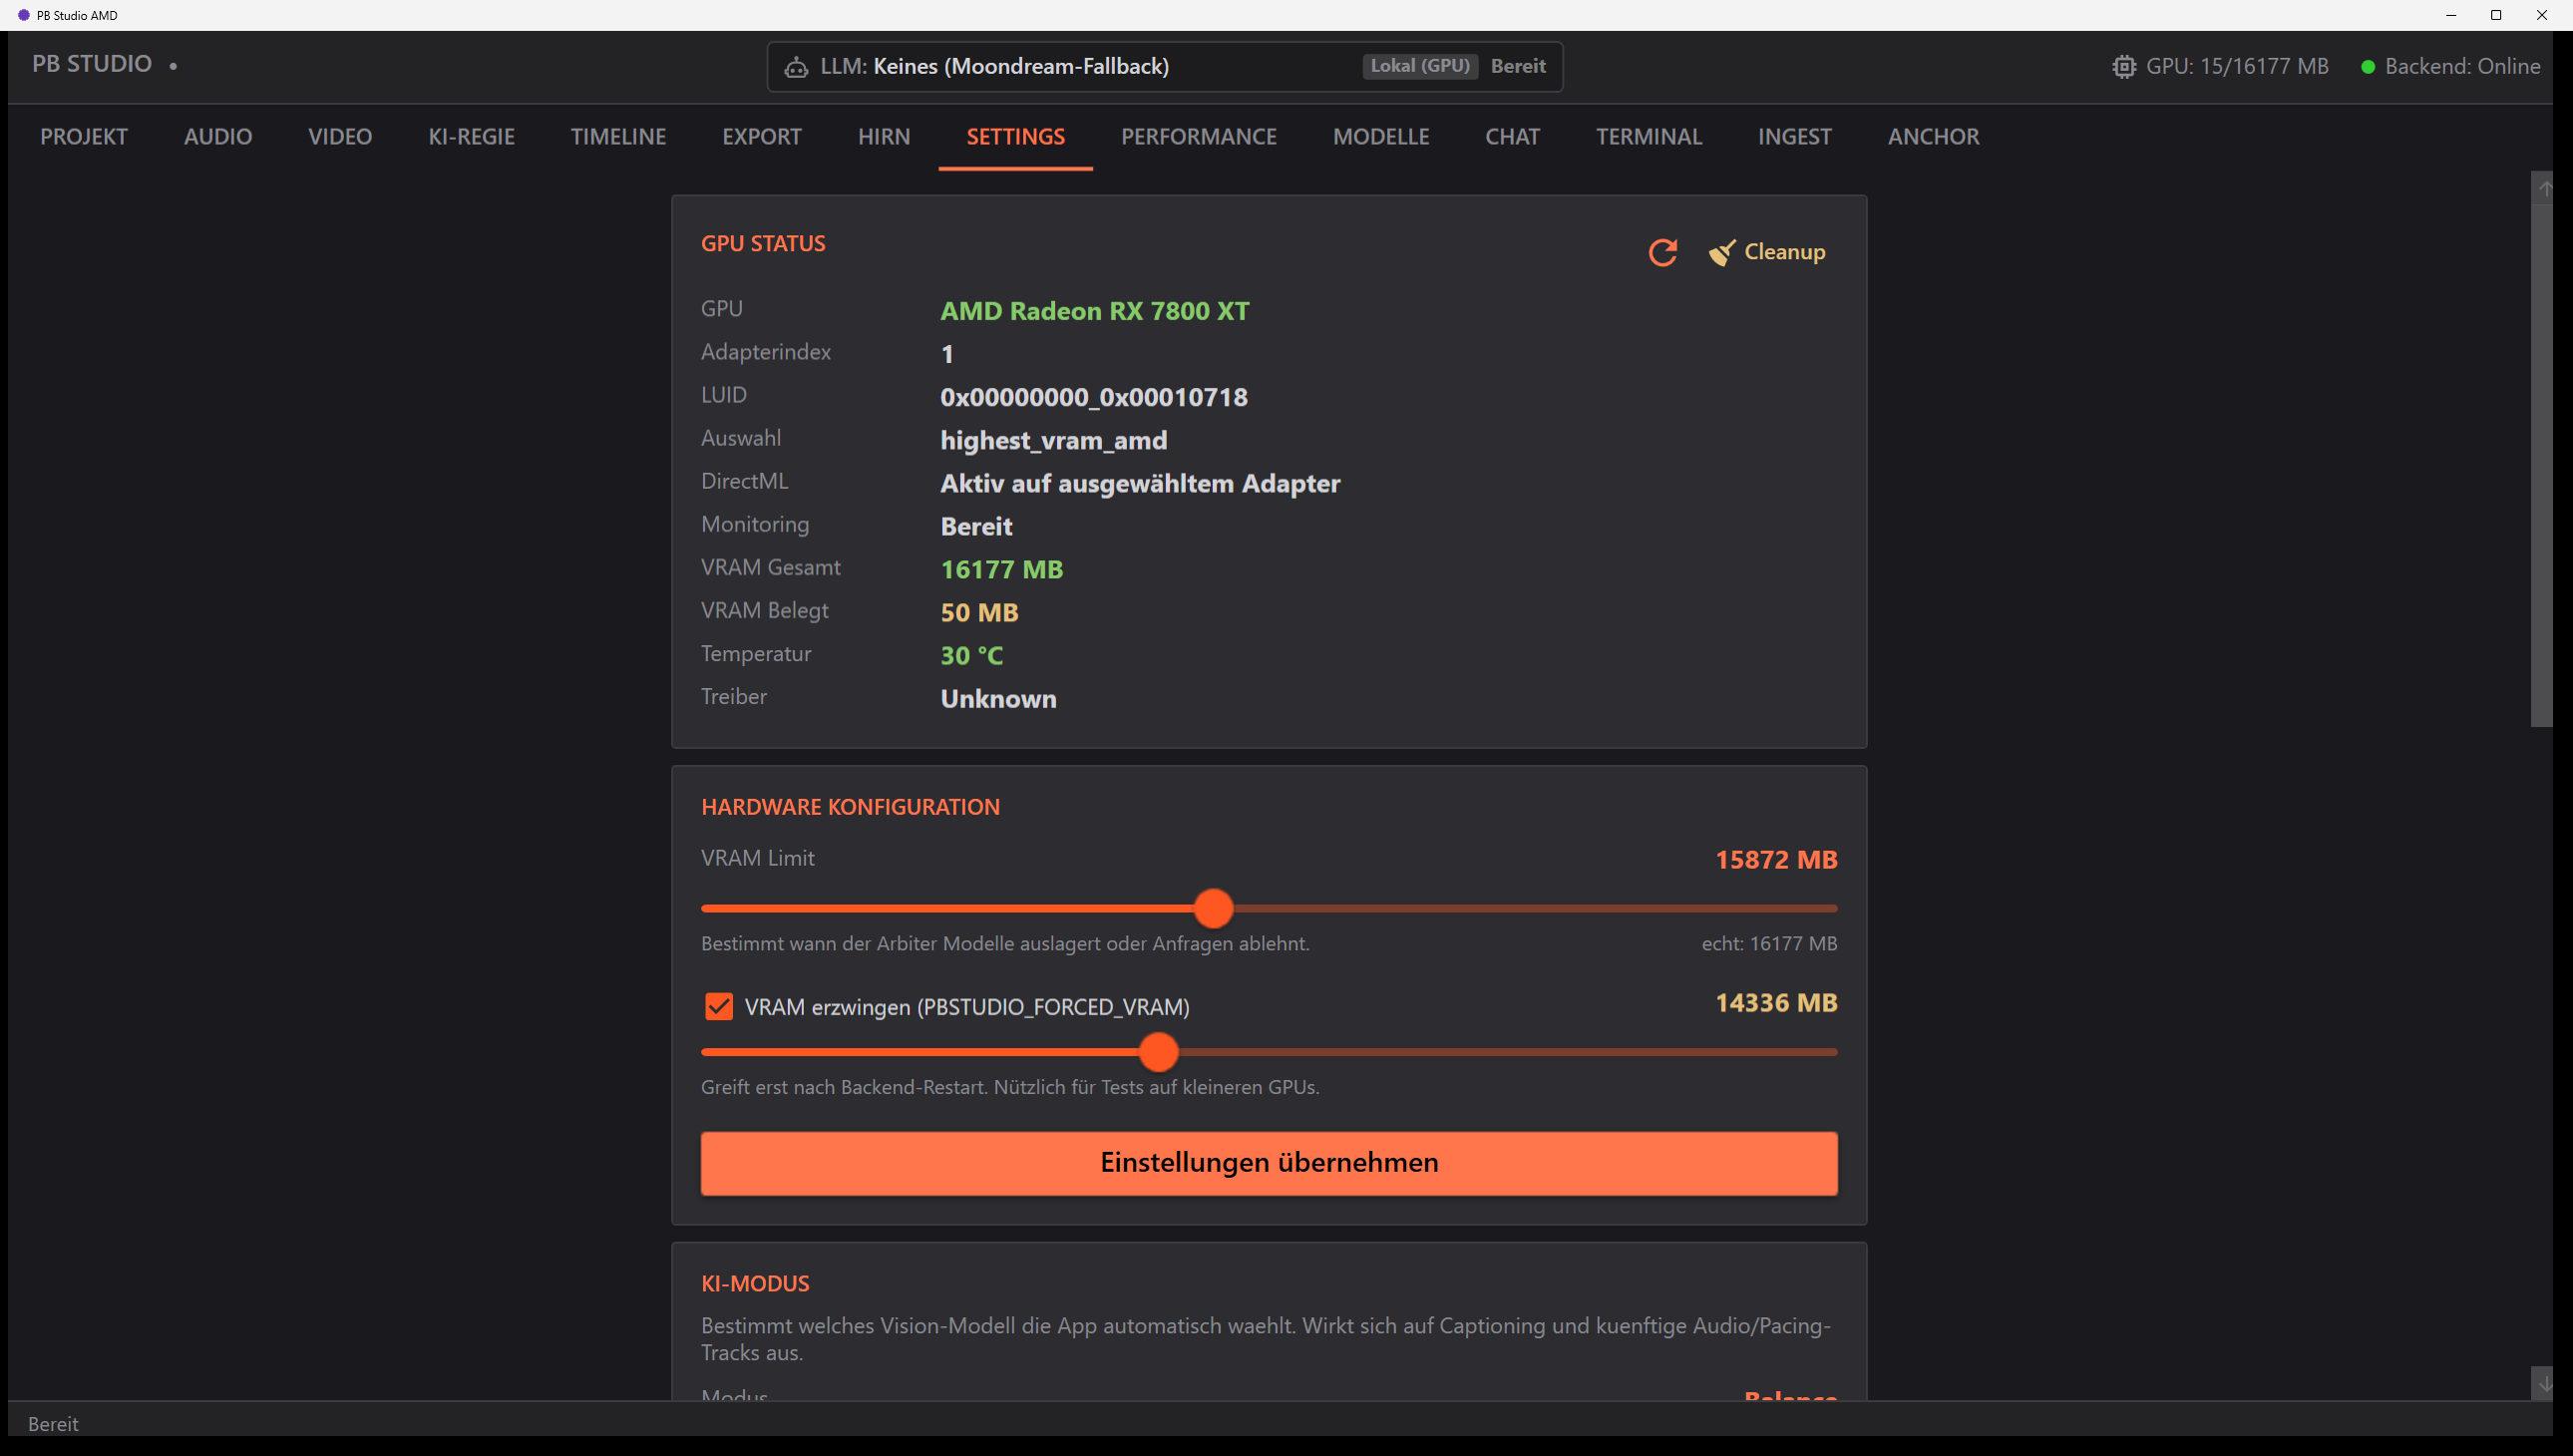 PB Studio AMD
PB STUDIO •
LLM: Keines (Moondream-Fallback) Lokal (GPU) Bereit
GPU: 15/16177 MB Backend: Online
PROJEKT AUDIO VIDEO KI-REGIE TIMELINE EXPORT HIRN SETTINGS PERFORMANCE MODELLE CHAT TERMINAL INGEST ANCHOR
GPU STATUS Cleanup
GPU AMD Radeon RX 7800 XT
Adapterindex 1
LUID 0x00000000_0x00010718
Auswahl highest_vram_amd
DirectML Aktiv auf ausgewähltem Adapter
Monitoring Bereit
VRAM Gesamt 16177 MB
VRAM Belegt 50 MB
Temperatur 30 °C
Treiber Unknown
HARDWARE KONFIGURATION
VRAM Limit 15872 MB
Bestimmt wann der Arbiter Modelle auslagert oder Anfragen ablehnt. echt: 16177 MB
VRAM erzwingen (PBSTUDIO_FORCED_VRAM) 14336 MB
Greift erst nach Backend-Restart. Nützlich für Tests auf kleineren GPUs.
Einstellungen übernehmen
KI-MODUS
Bestimmt welches Vision-Modell die App automatisch waehlt. Wirkt sich auf Captioning und kuenftige Audio/Pacing-
Tracks aus.
Modus Balance
Bereit